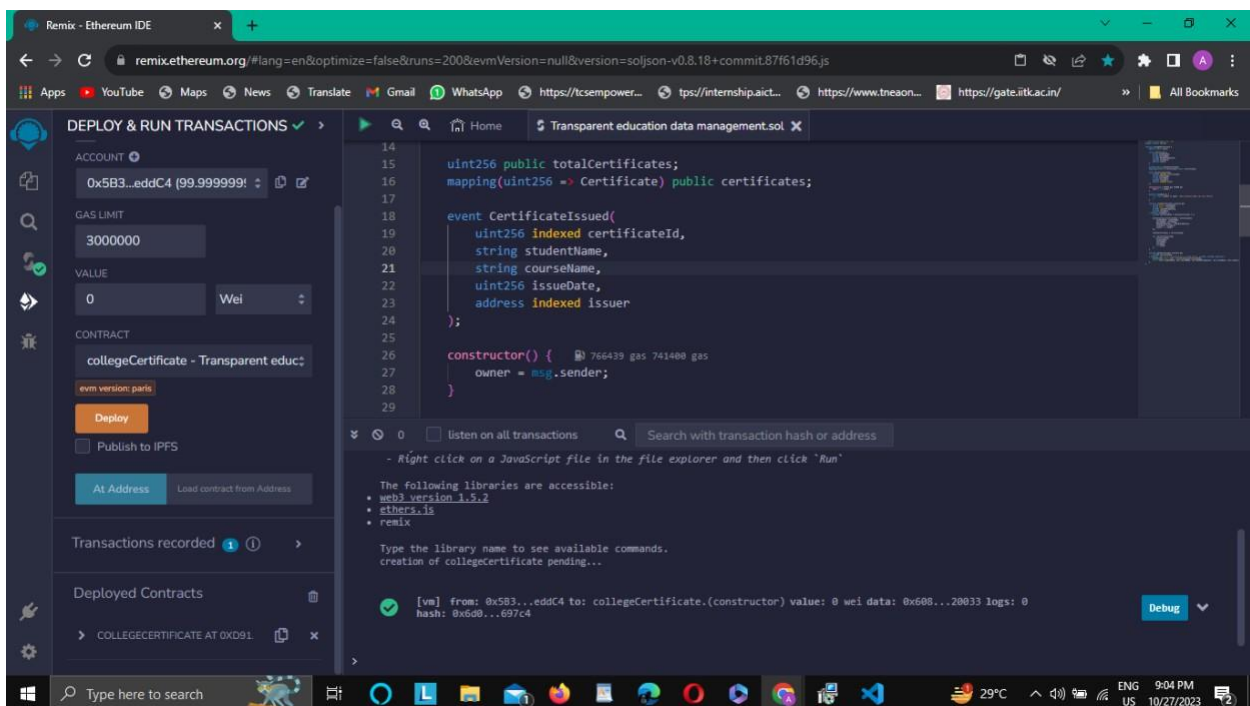 Remix - Ethereum IDE
remix.ethereum.org/#lang=en&optimize=false&runs=200&evmVersion=null&version=soljson-v0.8.18+commit.87f61d96.js
Apps YouTube Maps News Translate Gmail WhatsApp https://tcsempower... tps://internship.aict... https://www.tneaon... https://gate.iitk.ac.in/ » All Bookmarks
DEPLOY & RUN TRANSACTIONS
Home Transparent education data management.sol
ACCOUNT
0x5B3...eddC4 (99.999999
GAS LIMIT
3000000
VALUE
0 Wei
CONTRACT
collegeCertificate - Transparent educ
evm version: paris
Deploy
Publish to IPFS
At Address Load contract from Address
Transactions recorded 1
Deployed Contracts
COLLEGECERTIFICATE AT 0XD91.
14
15 uint256 public totalCertificates;
16 mapping(uint256 => Certificate) public certificates;
17
18 event CertificateIssued(
19 uint256 indexed certificateId,
20 string studentName,
21 string courseName,
22 uint256 issueDate,
23 address indexed issuer
24 );
25
26 constructor() { 766439 gas 741400 gas
27 owner = msg.sender;
28 }
29
0 listen on all transactions Search with transaction hash or address
- Right click on a JavaScript file in the file explorer and then click `Run`
The following libraries are accessible:
• web3 version 1.5.2
• ethers.js
• remix
Type the library name to see available commands.
creation of collegeCertificate pending...
[vm] from: 0x5B3...eddC4 to: collegeCertificate.(constructor) value: 0 wei data: 0x608...20033 logs: 0
hash: 0x6d0...697c4
Debug
>
Type here to search
29°C ENG 9:04 PM
US 10/27/2023